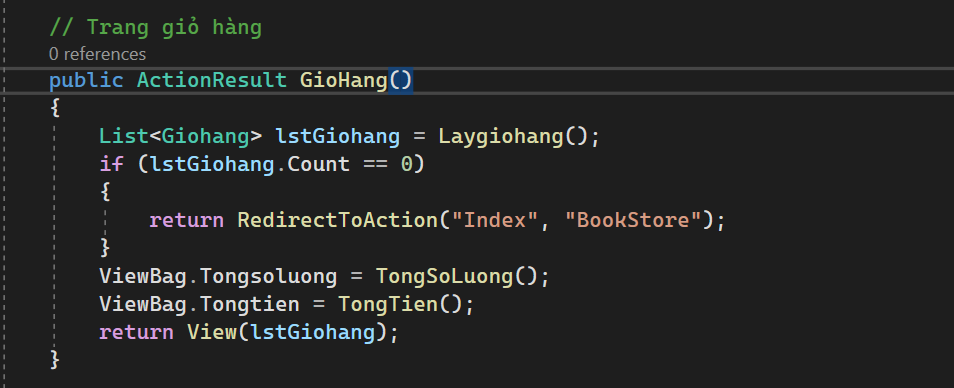 // Trang giỏ hàng
0 references
public ActionResult GioHang()
{
List<Giohang> lstGiohang = Laygiohang();
if (lstGiohang.Count == 0)
{
return RedirectToAction("Index", "BookStore");
}
ViewBag.Tongsoluong = TongSoLuong();
ViewBag.Tongtien = TongTien();
return View(lstGiohang);
}